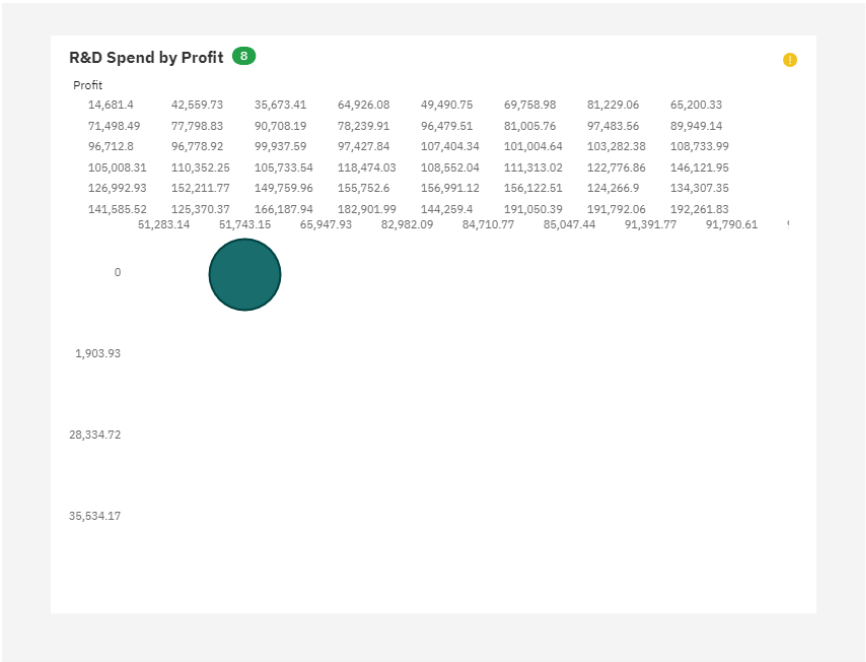 R&D Spend by Profit 8 !
Profit
14,681.4 42,559.73 35,673.41 64,926.08 49,490.75 69,758.98 81,229.06 65,200.33
71,498.49 77,798.83 90,708.19 78,239.91 96,479.51 81,005.76 97,483.56 89,949.14
96,712.8 96,778.92 99,937.59 97,427.84 107,404.34 101,004.64 103,282.38 108,733.99
105,008.31 110,352.25 105,733.54 118,474.03 108,552.04 111,313.02 122,776.86 146,121.95
126,992.93 152,211.77 149,759.96 155,752.6 156,991.12 156,122.51 124,266.9 134,307.35
141,585.52 125,370.37 166,187.94 182,901.99 144,259.4 191,050.39 191,792.06 192,261.83
51,283.14 51,743.15 65,947.93 82,982.09 84,710.77 85,047.44 91,391.77 91,790.61
0
1,903.93
28,334.72
35,534.17